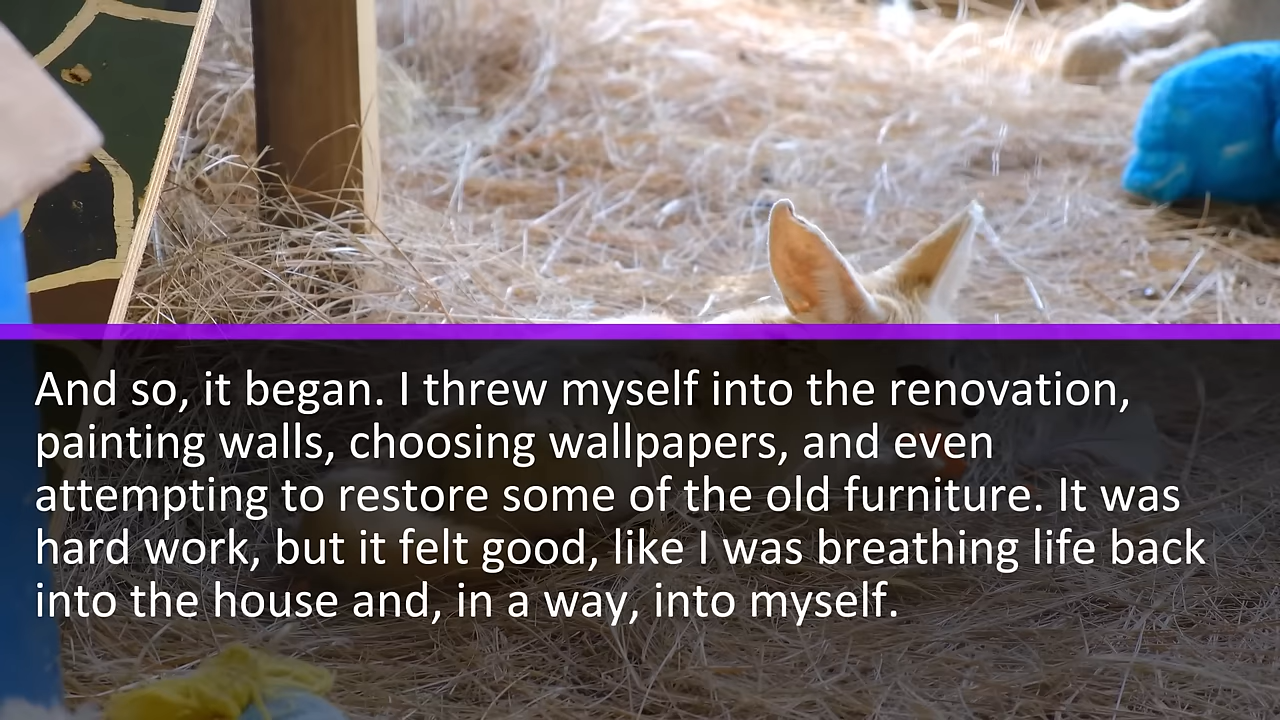 And so, it began. I threw myself into the renovation,
painting walls, choosing wallpapers, and even
attempting to restore some of the old furniture. It was
hard work, but it felt good, like I was breathing life back
into the house and, in a way, into myself.